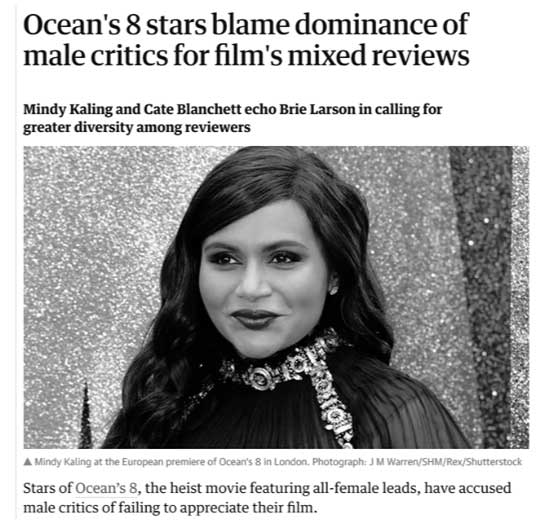 Ocean's 8 stars blame dominance of
male critics for film's mixed reviews
Mindy Kaling and Cate Blanchett echo Brie Larson in calling for
greater diversity among reviewers
▲ Mindy Kaling at the European premiere of Ocean's 8 in London. Photograph: J M Warren/SHM/Rex/Shutterstock
Stars of Ocean's 8, the heist movie featuring all-female leads, have accused
male critics of failing to appreciate their film.